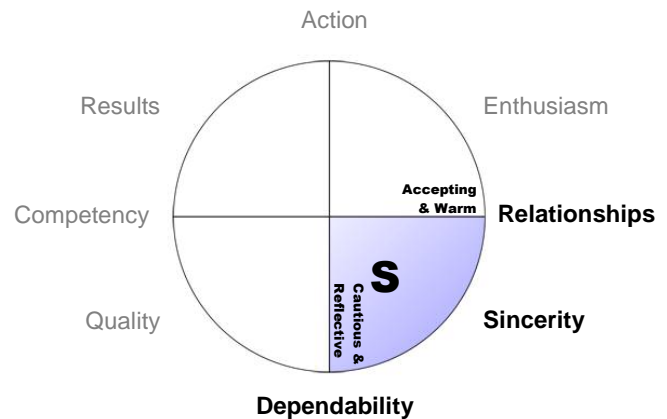 Action
Results
Enthusiasm
Accepting
& Warm
Competency
Relationships
S
Cautious &
Reflective
Quality
Sincerity
Dependability